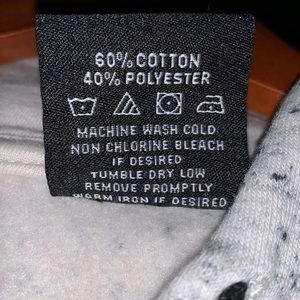 60% COTTON
40% POLYESTER
MACHINE WASH COLD
NON CHLORINE BLEACH
IF DESIRED
TUMBLE DRY LOW
REMOVE PROMPTLY
WARM IRON IF DESIRED